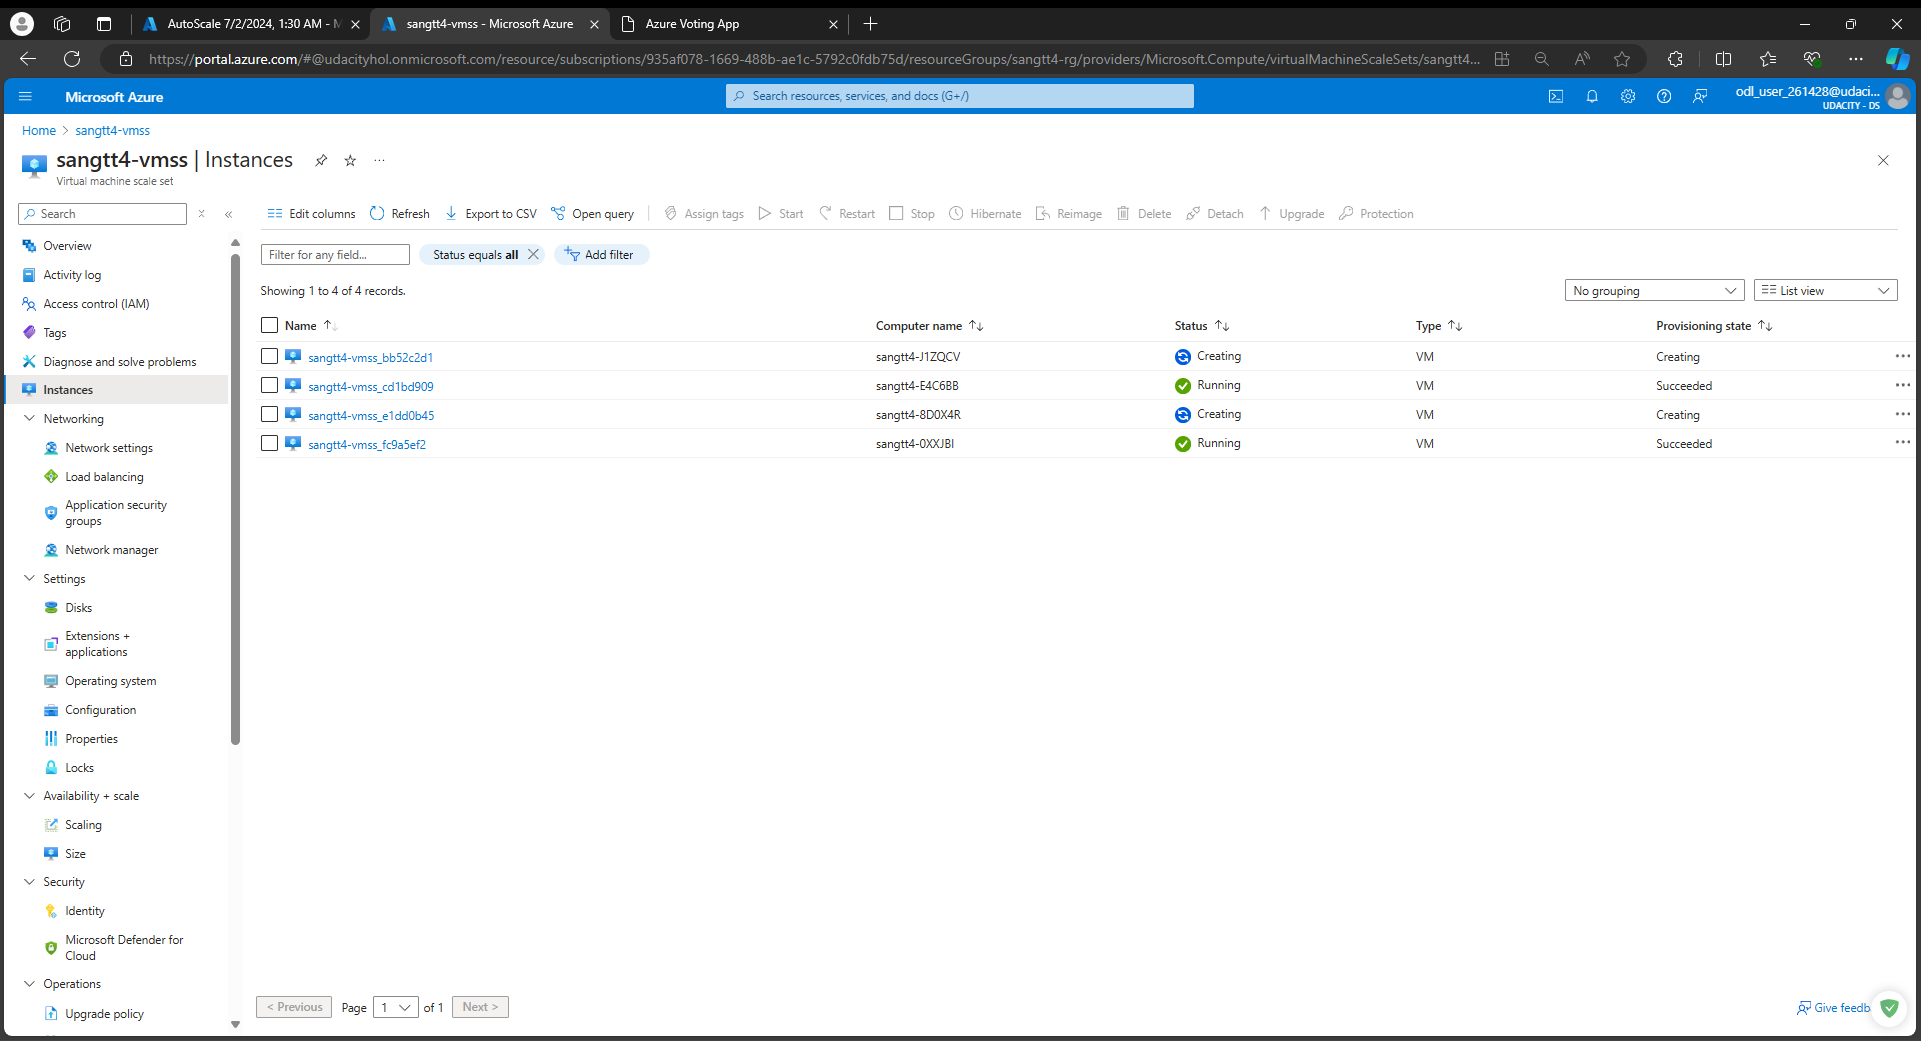 AutoScale 7/2/2024, 1:30 AM - M
sangtt4-vmss - Microsoft Azure
Azure Voting App
https://portal.azure.com/#@udacityhol.onmicrosoft.com/resource/subscriptions/935af078-1669-488b-ae1c-5792c0fdb75d/resourceGroups/sangtt4-rg/providers/Microsoft.Compute/virtualMachineScaleSets/sangtt4...
Microsoft Azure
Search resources, services, and docs (G+/)
odl_user_261428@udaci...
UDACITY - DS
Home > sangtt4-vmss
sangtt4-vmss | Instances
Virtual machine scale set
Search
Edit columns Refresh Export to CSV Open query Assign tags Start Restart Stop Hibernate Reimage Delete Detach Upgrade Protection
Overview
Activity log
Access control (IAM)
Tags
Diagnose and solve problems
Instances
Networking
Network settings
Load balancing
Application security
groups
Network manager
Settings
Disks
Extensions +
applications
Operating system
Configuration
Properties
Locks
Availability + scale
Scaling
Size
Security
Identity
Microsoft Defender for
Cloud
Operations
Upgrade policy
Filter for any field...
Status equals all
Add filter
Showing 1 to 4 of 4 records.
No grouping
List view
Name Computer name Status Type Provisioning state
sangtt4-vmss_bb52c2d1 sangtt4-J1ZQCV Creating VM Creating
sangtt4-vmss_cd1bd909 sangtt4-E4C6BB Running VM Succeeded
sangtt4-vmss_e1dd0b45 sangtt4-8D0X4R Creating VM Creating
sangtt4-vmss_fc9a5ef2 sangtt4-0XXJBI Running VM Succeeded
< Previous Page 1 of 1 Next >
Give feedb